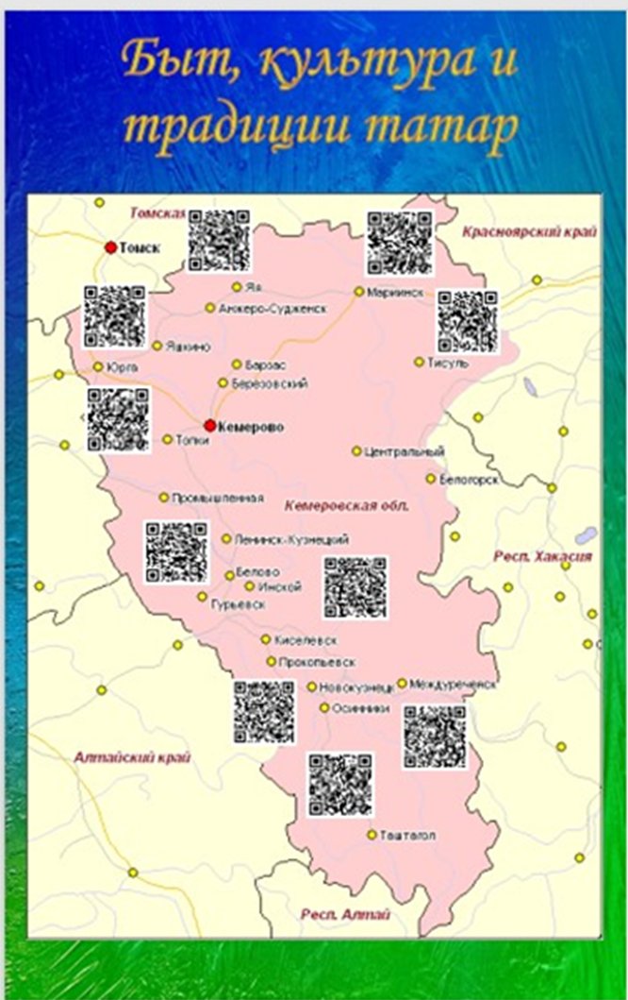 Быт, культура и
традиции татар
Томская
Красноярский край
Томск
Яя
Мариинск
Анжеро-Судженск
Яшкино
Тисуль
Юрга
Барзас
Березовский
Кемерово
Топки
Центральный
Белогорск
Промышленная
Кемеровская обл.
Ленинск-Кузнецкий
Респ. Хакасия
Белово
Инской
Гурьевск
Киселевск
Прокопьевск
Новокузнецк
Междуреченск
Осинники
Алтайский край
Таштагол
Респ. Алтай